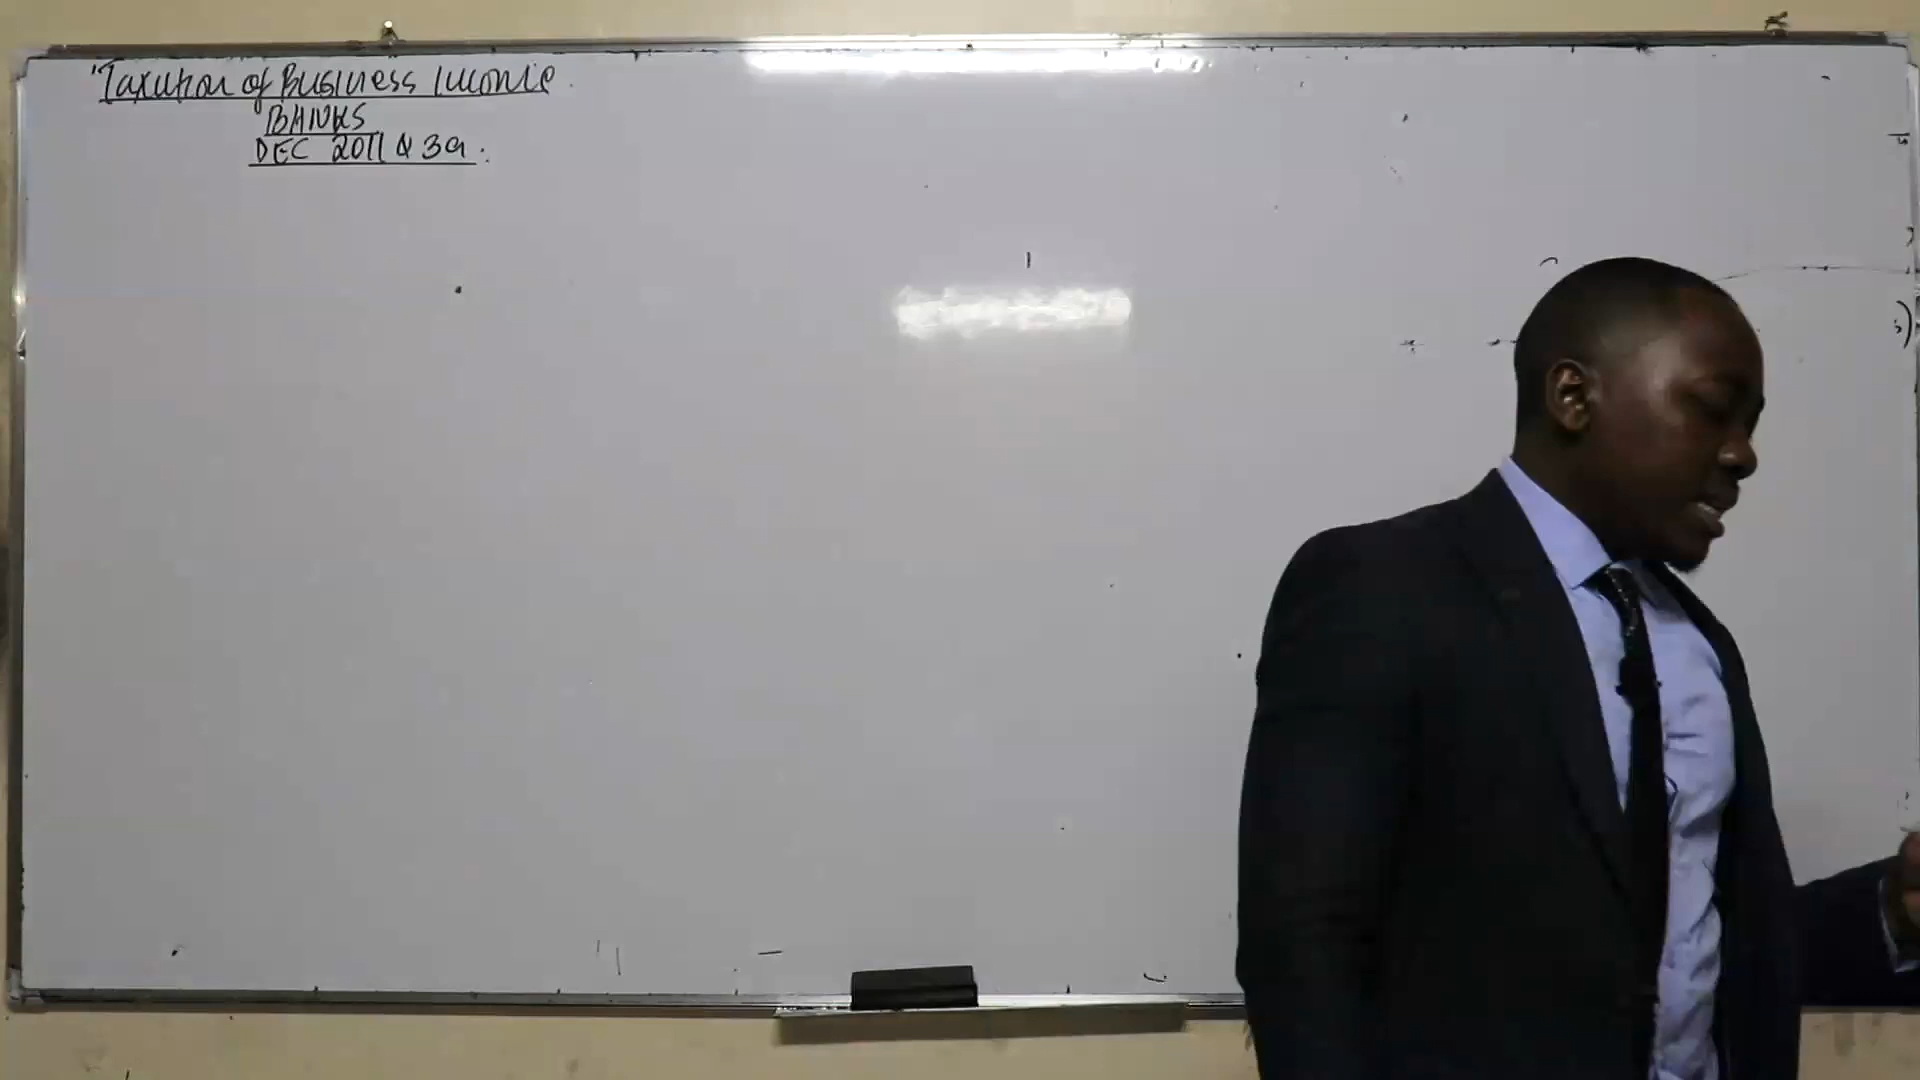 Taxation of Business Income.
BANKS
DEC 2011 Q 3a.